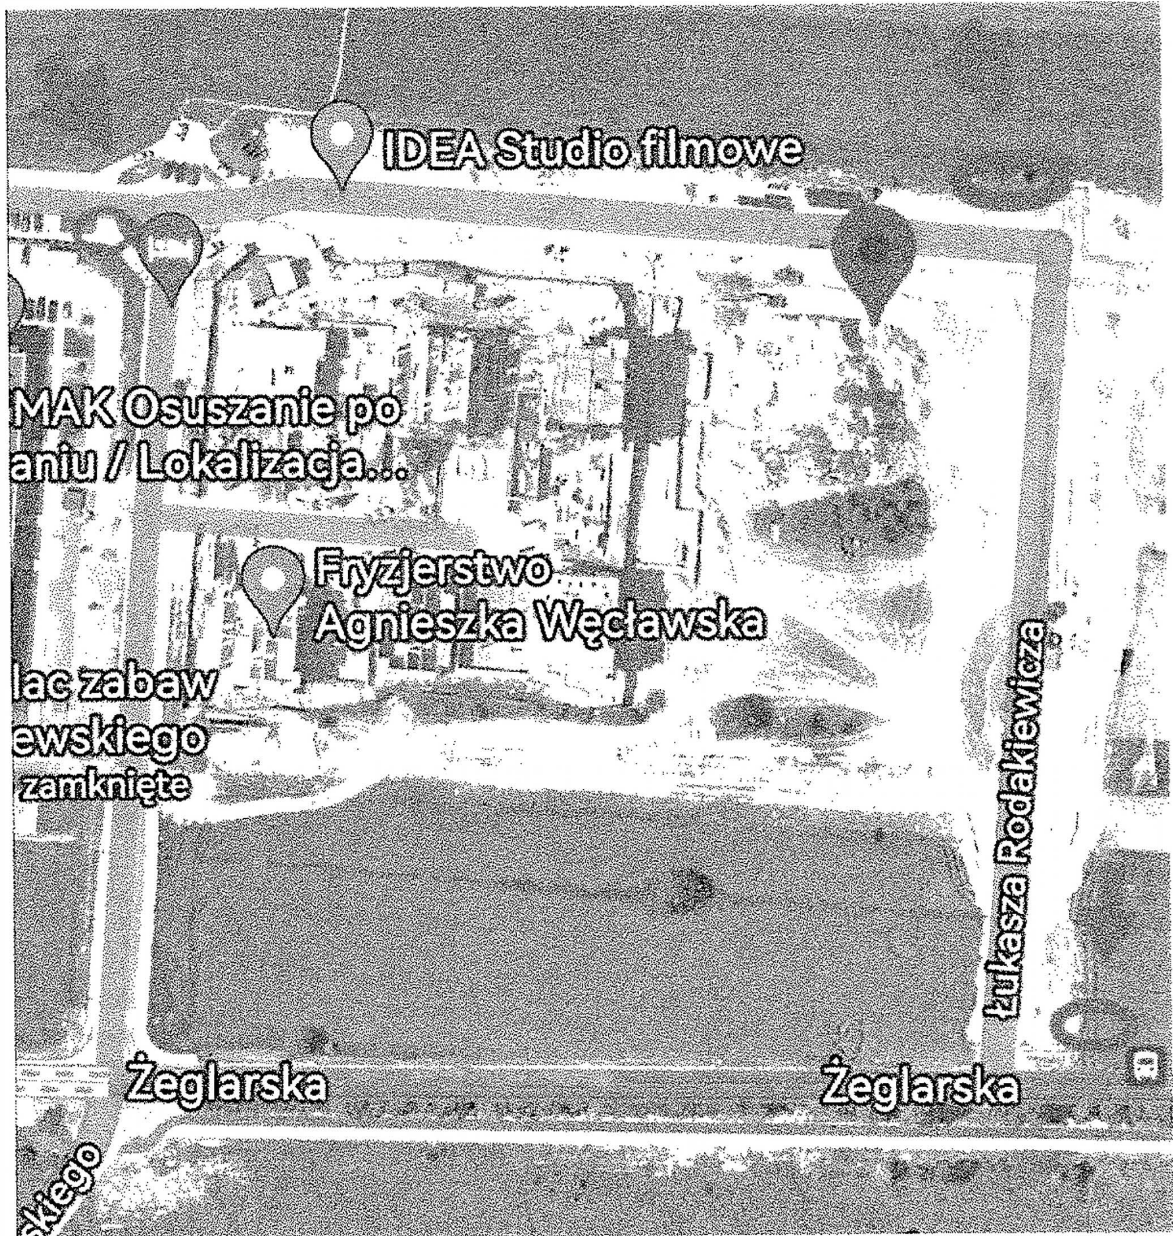 IDEA Studio filmowe
MAK Osuszanie po
aniu / Lokalizacja...
Fryzjerstwo
Agnieszka Węcławska
lac zabaw
ewskiego
zamknięte
Łukasza Rodakiewicza
Żeglarska
Żeglarska
skiego